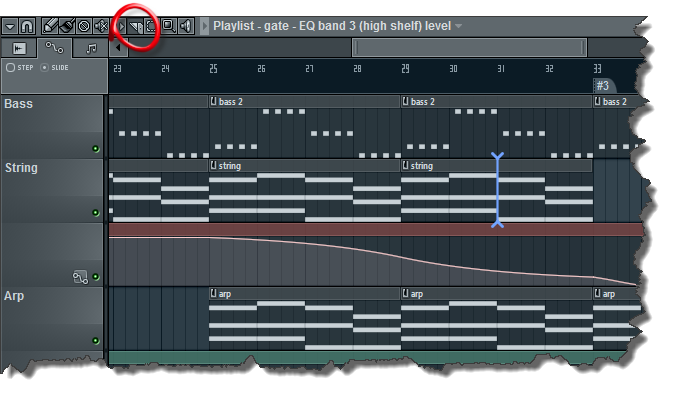 Playlist - gate - EQ band 3 (high shelf) level
STEP SLIDE
23 24 25 26 27 28 29 30 31 32 33
#3
Bass
bass 2 bass 2 bass 2
String
string string
Arp
arp arp arp